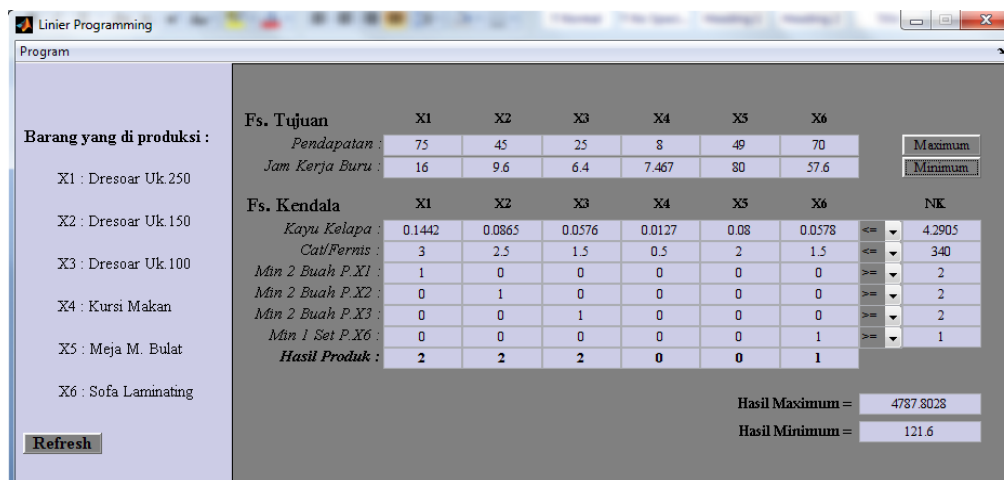 Linier Programming
Program
Barang yang di produksi :
X1 : Dresoar Uk.250
X2 : Dresoar Uk.150
X3 : Dresoar Uk.100
X4 : Kursi Makan
X5 : Meja M. Bulat
X6 : Sofa Laminating
Refresh
Fs. Tujuan X1 X2 X3 X4 X5 X6
Pendapatan : 75 45 25 8 49 70 Maximum
Jam Kerja Buru : 16 9.6 6.4 7.467 80 57.6 Minimum
Fs. Kendala X1 X2 X3 X4 X5 X6 NK
Kayu Kelapa : 0.1442 0.0865 0.0576 0.0127 0.08 0.0578 <= 4.2905
Cat/Fernis : 3 2.5 1.5 0.5 2 1.5 <= 340
Min 2 Buah P.X1 : 1 0 0 0 0 0 >= 2
Min 2 Buah P.X2 : 0 1 0 0 0 0 >= 2
Min 2 Buah P.X3 : 0 0 1 0 0 0 >= 2
Min 1 Set P.X6 : 0 0 0 0 0 1 >= 1
Hasil Produk : 2 2 2 0 0 1
Hasil Maximum = 4787.8028
Hasil Minimum = 121.6